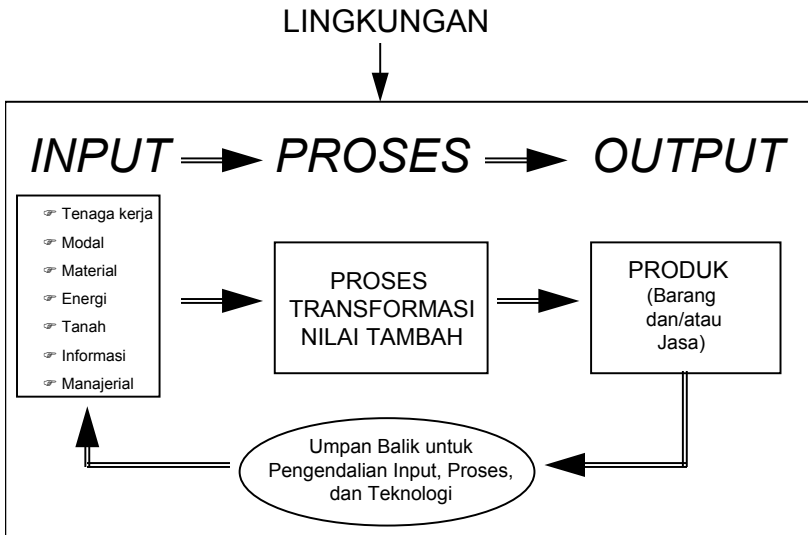 LINGKUNGAN
INPUT
PROSES
OUTPUT
☞ Tenaga kerja
☞ Modal
☞ Material
☞ Energi
☞ Tanah
☞ Informasi
☞ Manajerial
PROSES
TRANSFORMASI
NILAI TAMBAH
PRODUK
(Barang
dan/atau
Jasa)
Umpan Balik untuk
Pengendalian Input, Proses,
dan Teknologi